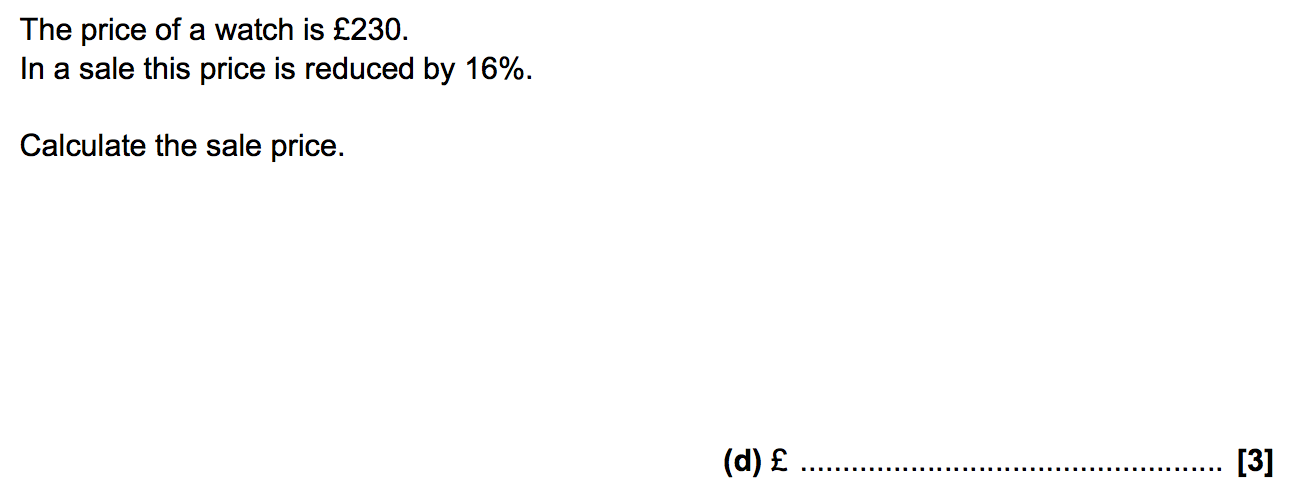 The price of a watch is £230.
In a sale this price is reduced by 16%.
Calculate the sale price.
(d) £ .................................................. [3]